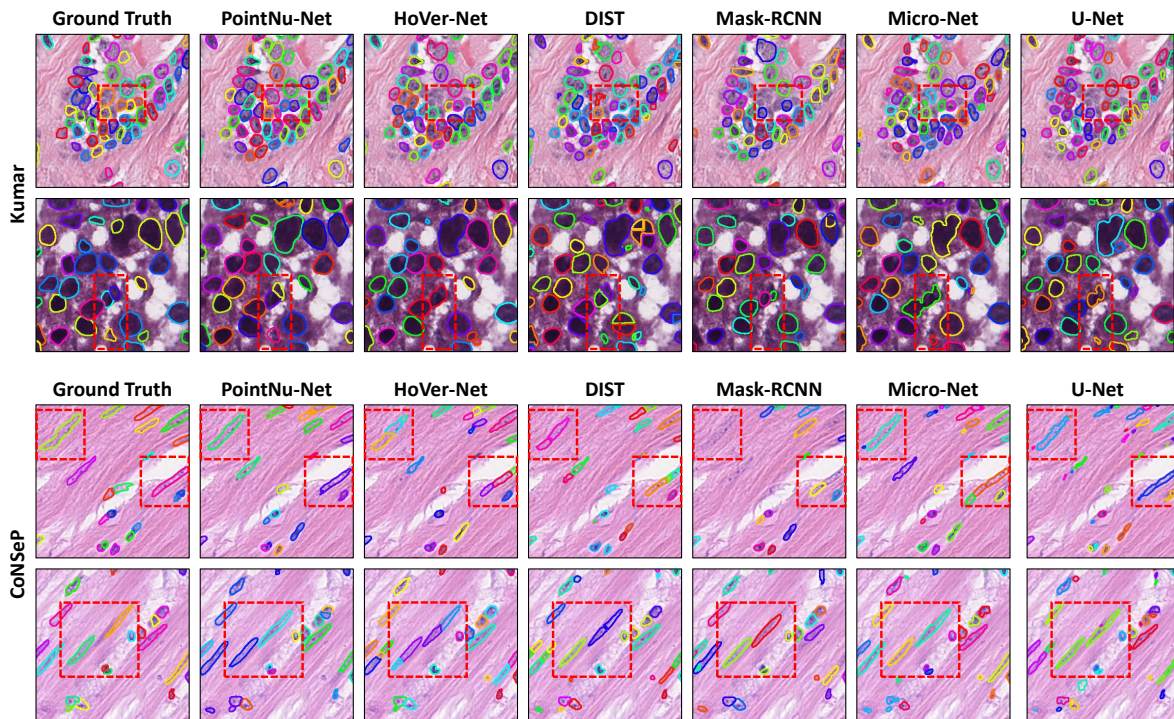 Ground Truth PointNu-Net HoVer-Net DIST Mask-RCNN Micro-Net U-Net
Kumar
Ground Truth PointNu-Net HoVer-Net DIST Mask-RCNN Micro-Net U-Net
CoNSeP